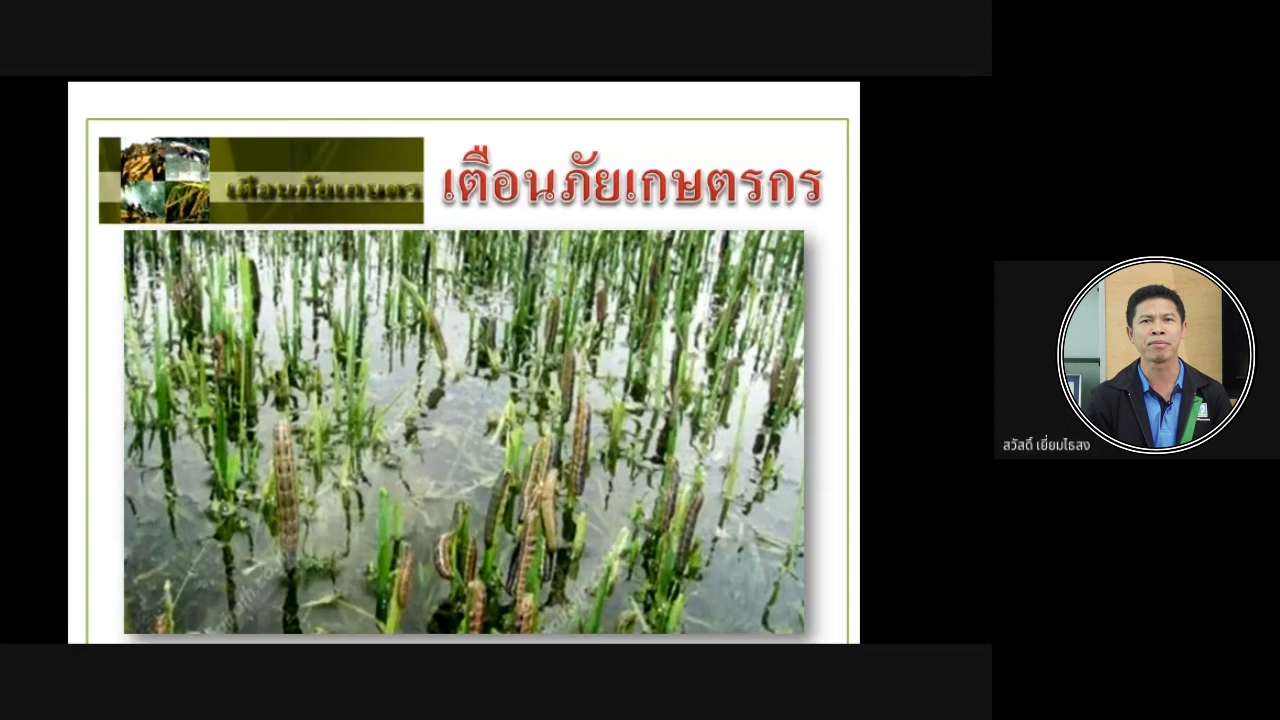 เตือนภัยเกษตร
เตือนภัยเกษตรกร
สวัสดิ์ เยี่ยมไธสง